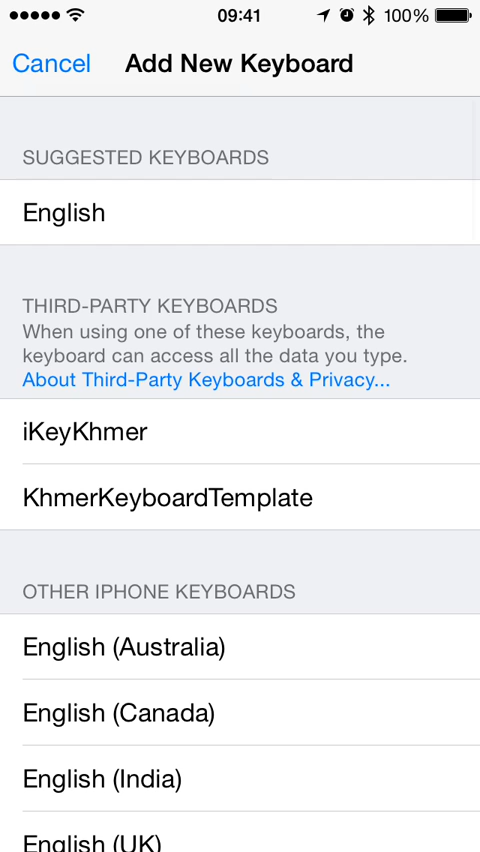 09:41
100%
Cancel
Add New Keyboard
SUGGESTED KEYBOARDS
English
THIRD-PARTY KEYBOARDS
When using one of these keyboards, the
keyboard can access all the data you type.
About Third-Party Keyboards & Privacy...
iKeyKhmer
KhmerKeyboardTemplate
OTHER IPHONE KEYBOARDS
English (Australia)
English (Canada)
English (India)
English (UK)